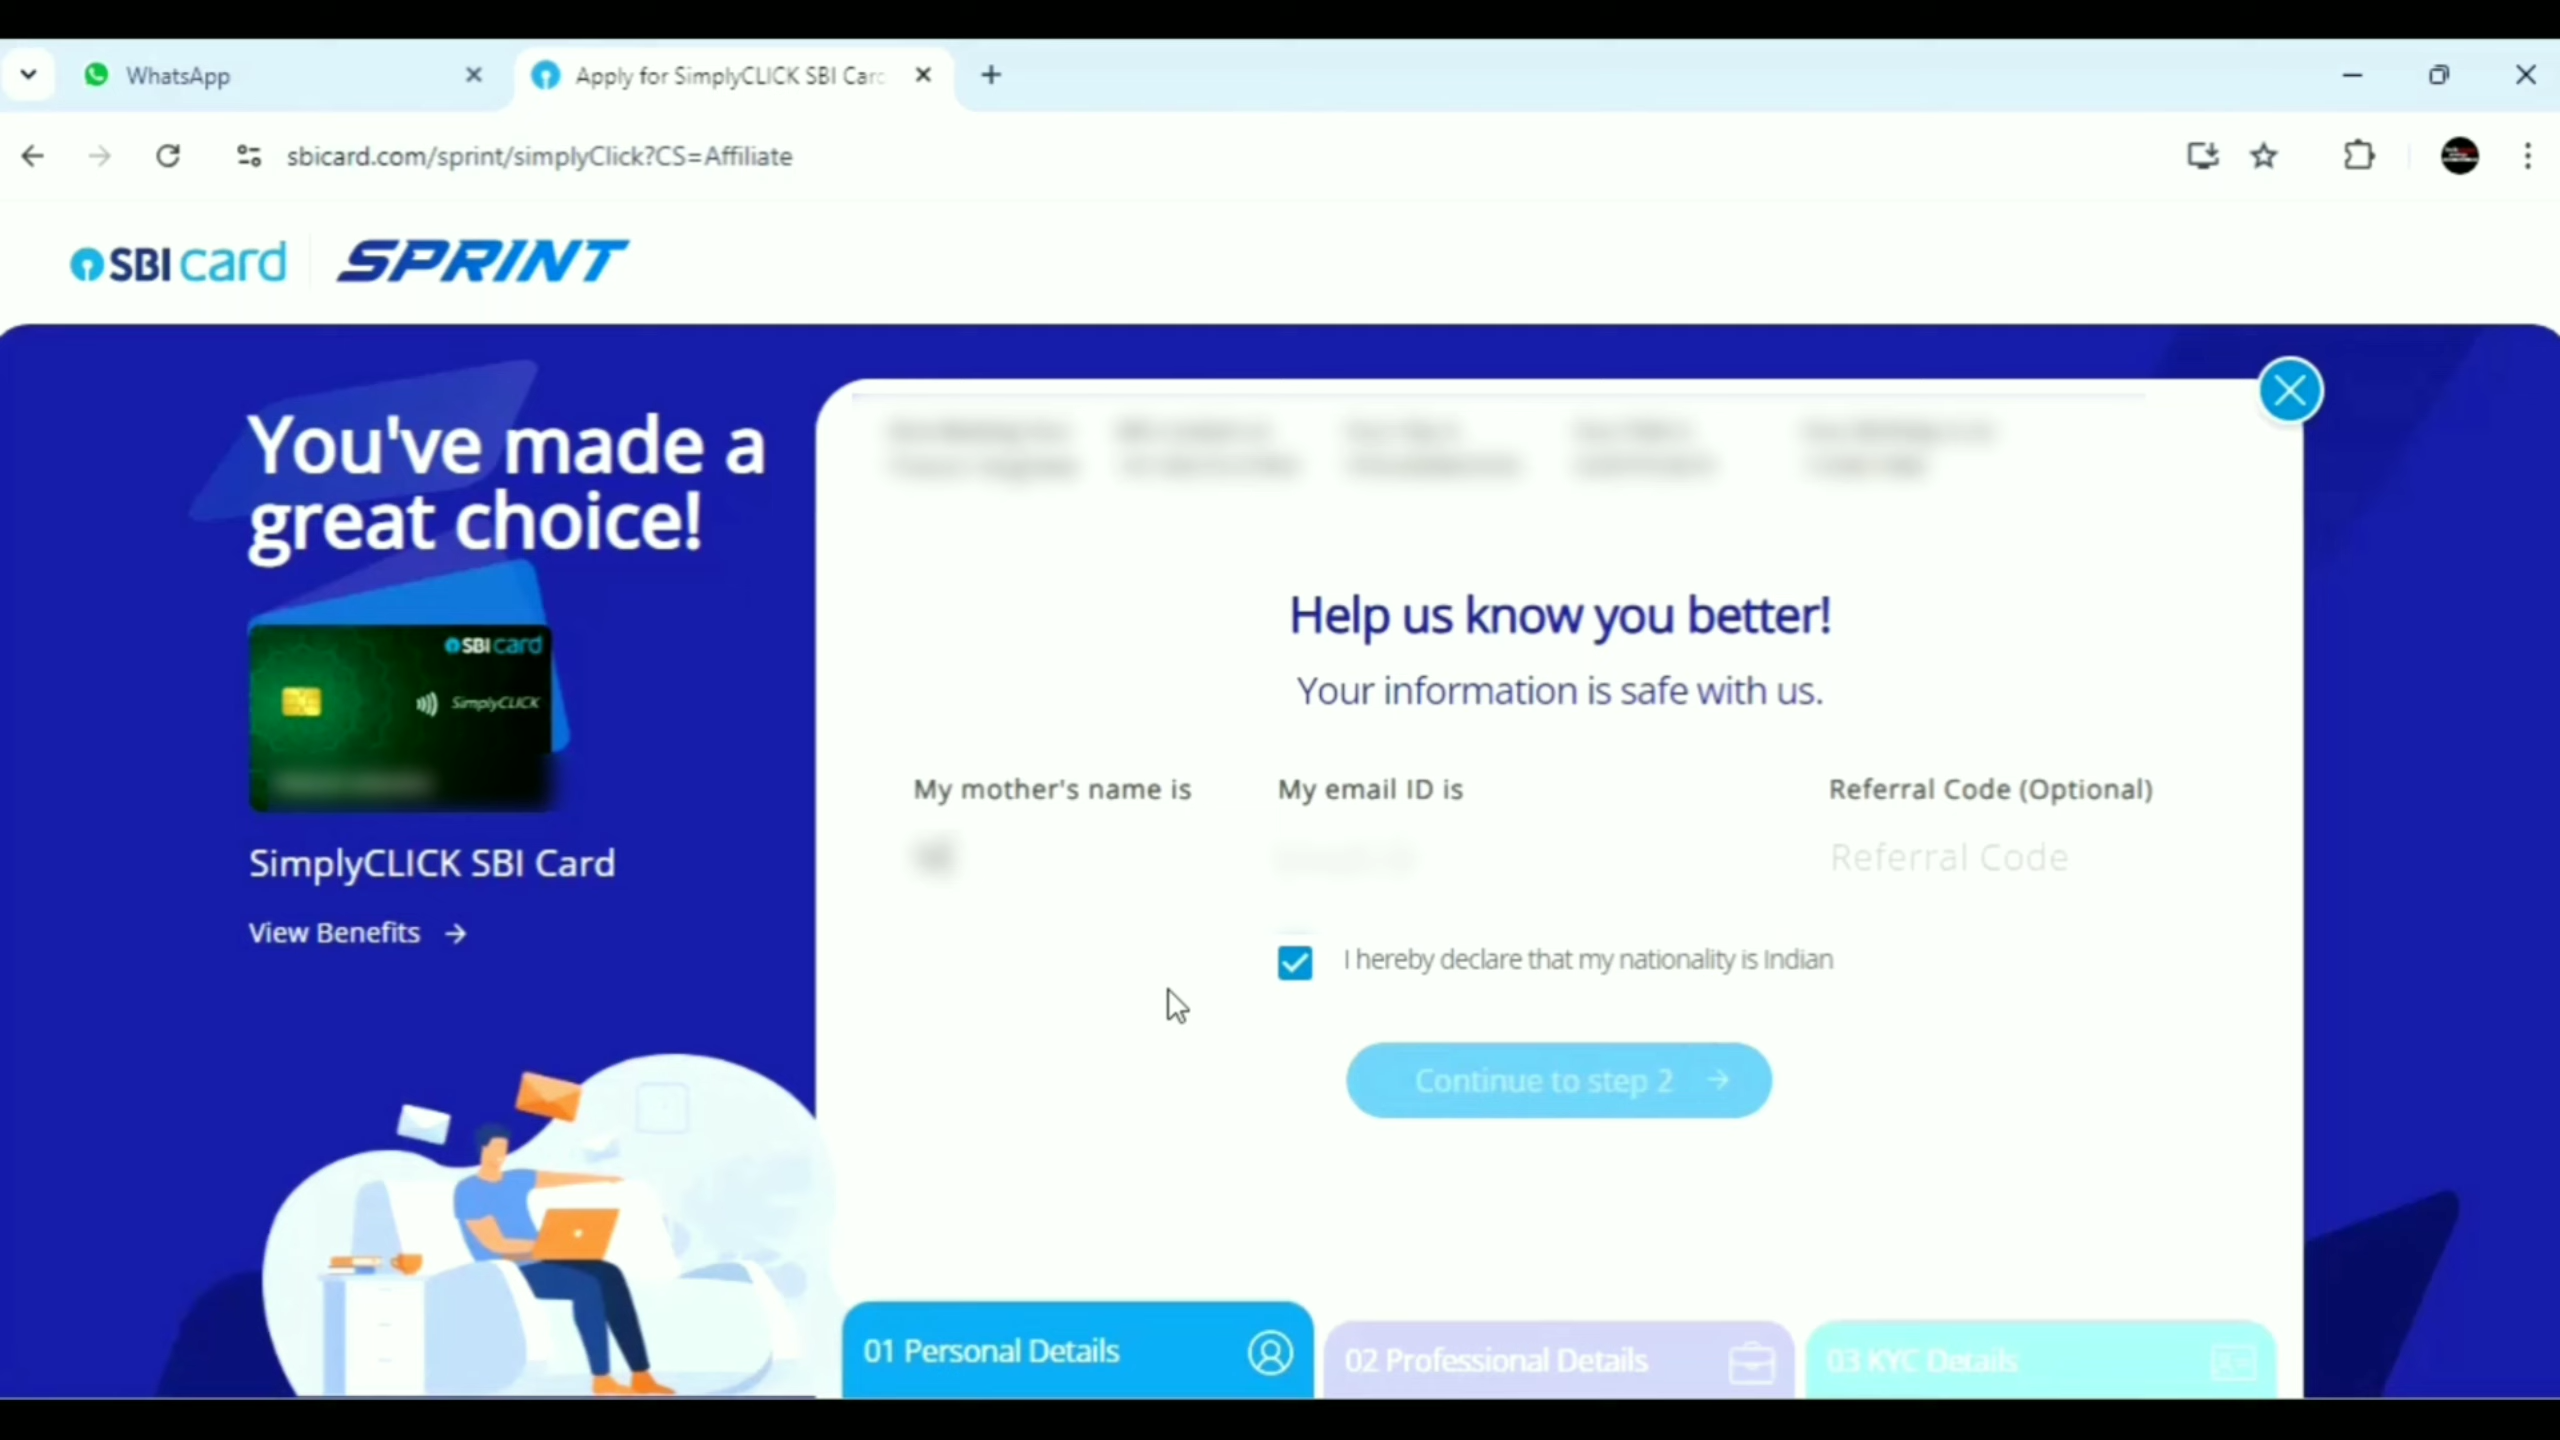 WhatsApp
Apply for SimplyCLICK SBI Car
sbicard.com/sprint/simplyClick?CS=Affiliate
SBI card SPRINT
You've made a
great choice!
SBI card
SimplyCLICK
SimplyCLICK SBI Card
View Benefits →
Help us know you better!
Your information is safe with us.
My mother's name is
My email ID is
Referral Code (Optional)
Referral Code
I hereby declare that my nationality is Indian
Continue to step 2 →
01 Personal Details
02 Professional Details
03 KYC Details